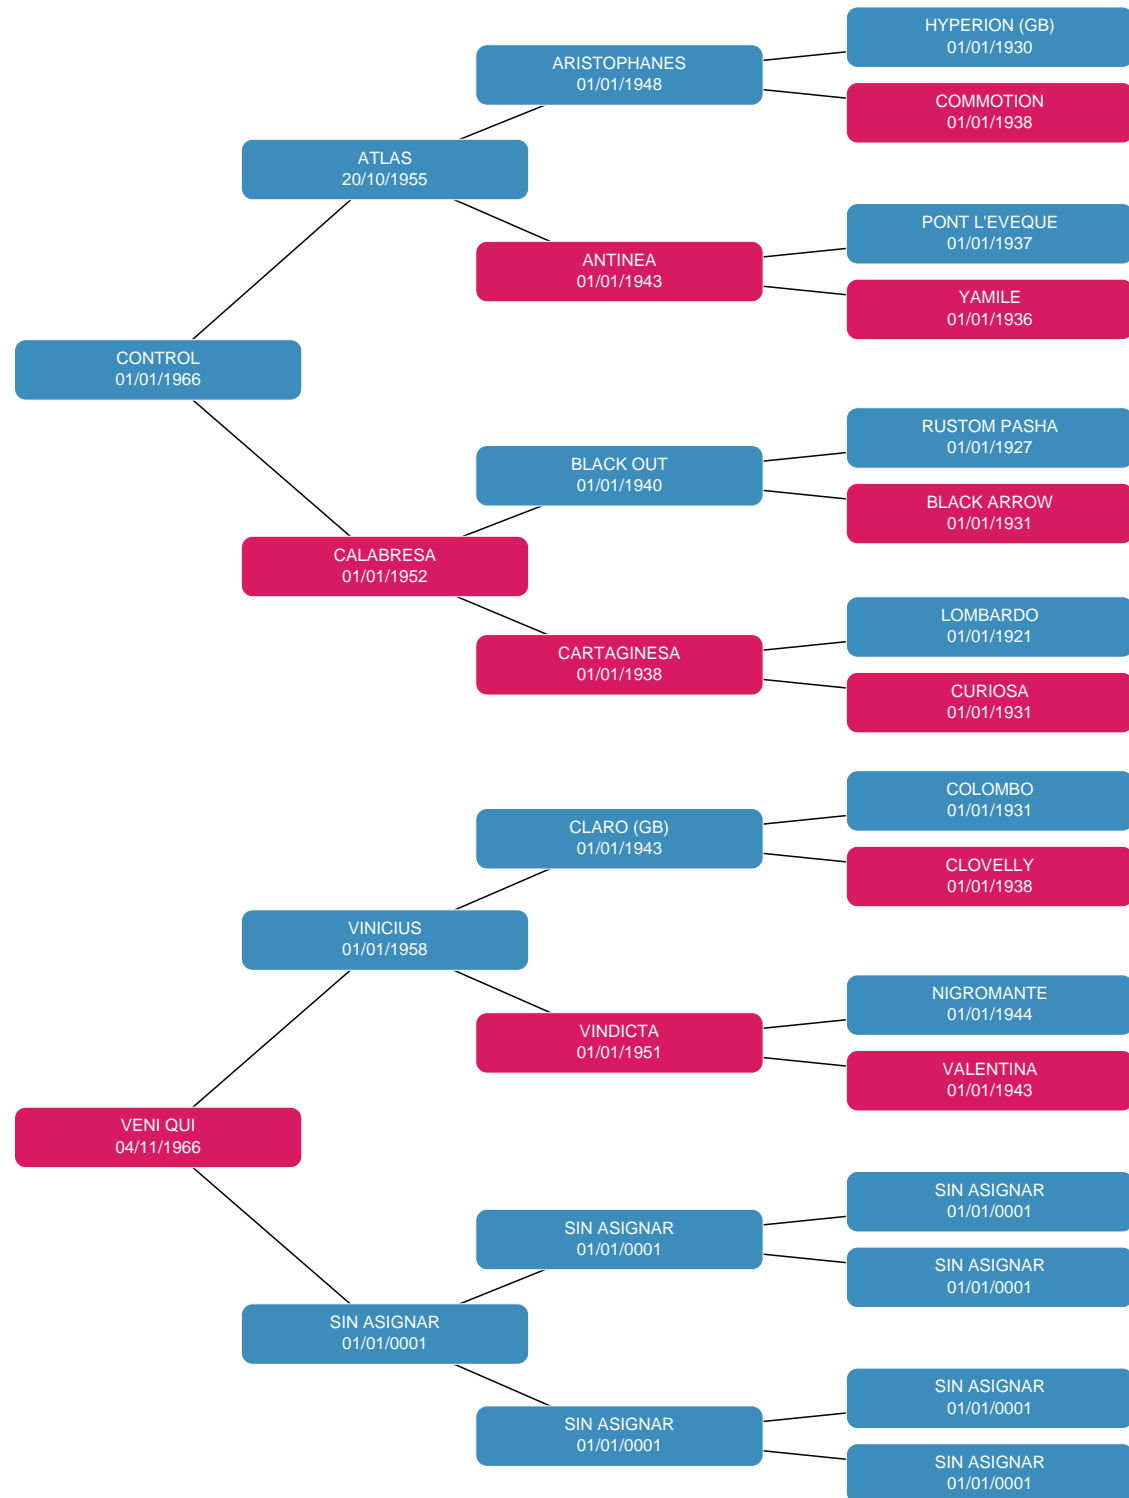 HYPERION (GB)
01/01/1930
ARISTOPHANES
01/01/1948
COMMOTION
01/01/1938
ATLAS
20/10/1955
PONT L'EVEQUE
01/01/1937
ANTINEA
01/01/1943
YAMILE
01/01/1936
CONTROL
01/01/1966
RUSTOM PASHA
01/01/1927
BLACK OUT
01/01/1940
BLACK ARROW
01/01/1931
CALABRESA
01/01/1952
LOMBARDO
01/01/1921
CARTAGINESA
01/01/1938
CURIOSA
01/01/1931
COLOMBO
01/01/1931
CLARO (GB)
01/01/1943
CLOVELLY
01/01/1938
VINICIUS
01/01/1958
NIGROMANTE
01/01/1944
VINDICTA
01/01/1951
VALENTINA
01/01/1943
VENI QUI
04/11/1966
SIN ASIGNAR
01/01/0001
SIN ASIGNAR
01/01/0001
SIN ASIGNAR
01/01/0001
SIN ASIGNAR
01/01/0001
SIN ASIGNAR
01/01/0001
SIN ASIGNAR
01/01/0001
SIN ASIGNAR
01/01/0001